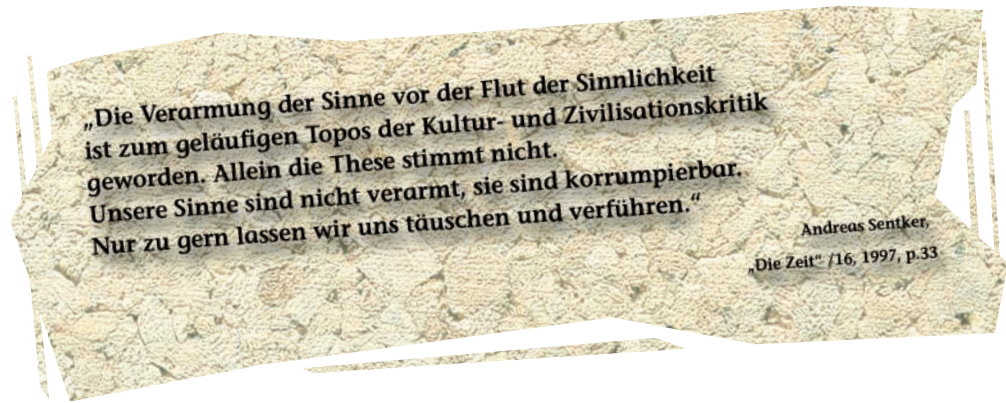 „Die Verarmung der Sinne vor der Flut der Sinnlichkeit
ist zum geläufigen Topos der Kultur- und Zivilisationskritik
geworden. Allein die These stimmt nicht.
Unsere Sinne sind nicht verarmt, sie sind korrumpierbar.
Nur zu gern lassen wir uns täuschen und verführen.“
Andreas Sentker,
„Die Zeit“ /16, 1997, p.33